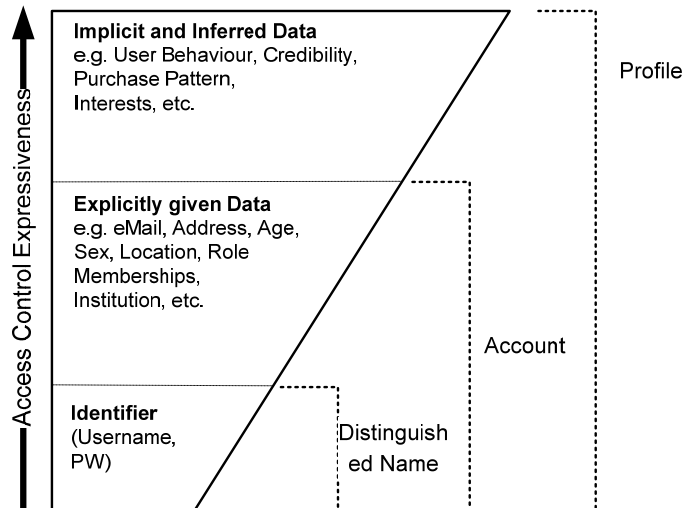 Access Control Expressiveness
Implicit and Inferred Data
e.g. User Behaviour, Credibility,
Purchase Pattern,
Interests, etc.
Profile
Explicitly given Data
e.g. eMail, Address, Age,
Sex, Location, Role
Memberships,
Institution, etc.
Account
Identifier
(Username,
PW)
Distinguish
ed Name